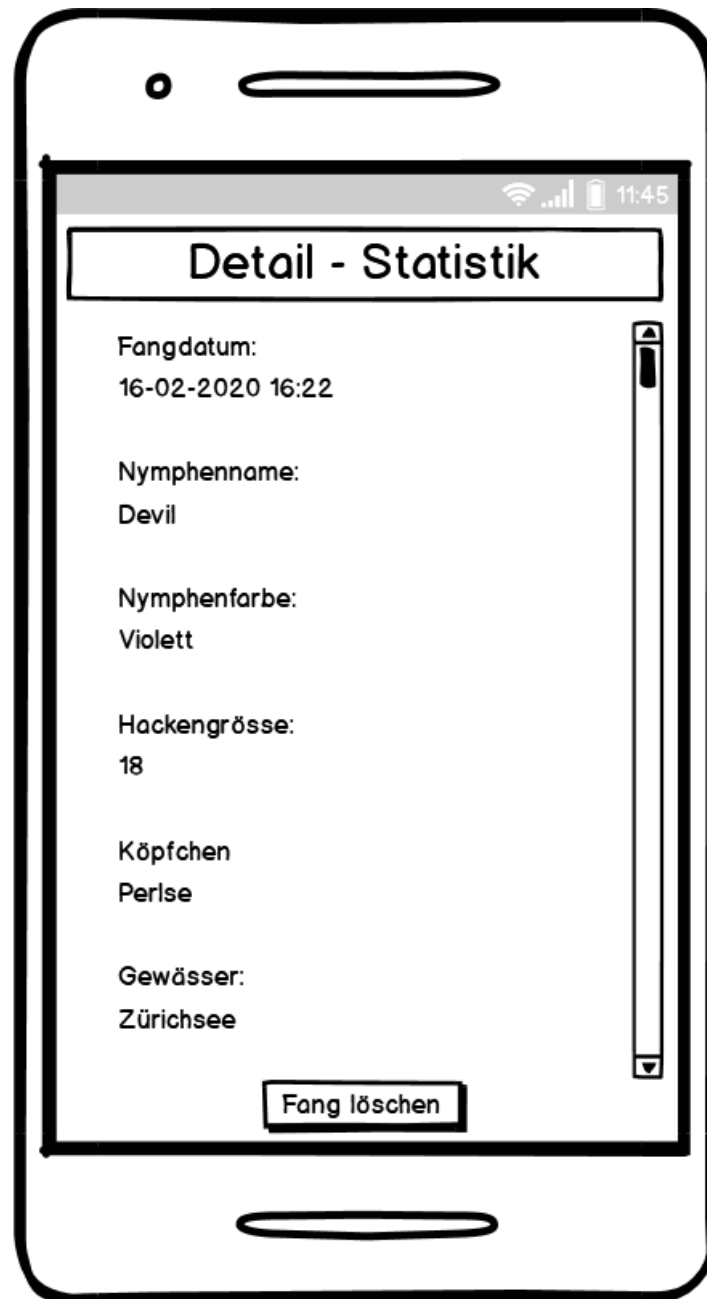 11:45
Detail - Statistik
Fangdatum:
16-02-2020 16:22
Nymphenname:
Devil
Nymphenfarbe:
Violett
Hackengrösse:
18
Köpfchen
Perlse
Gewässer:
Zürichsee
Fang löschen